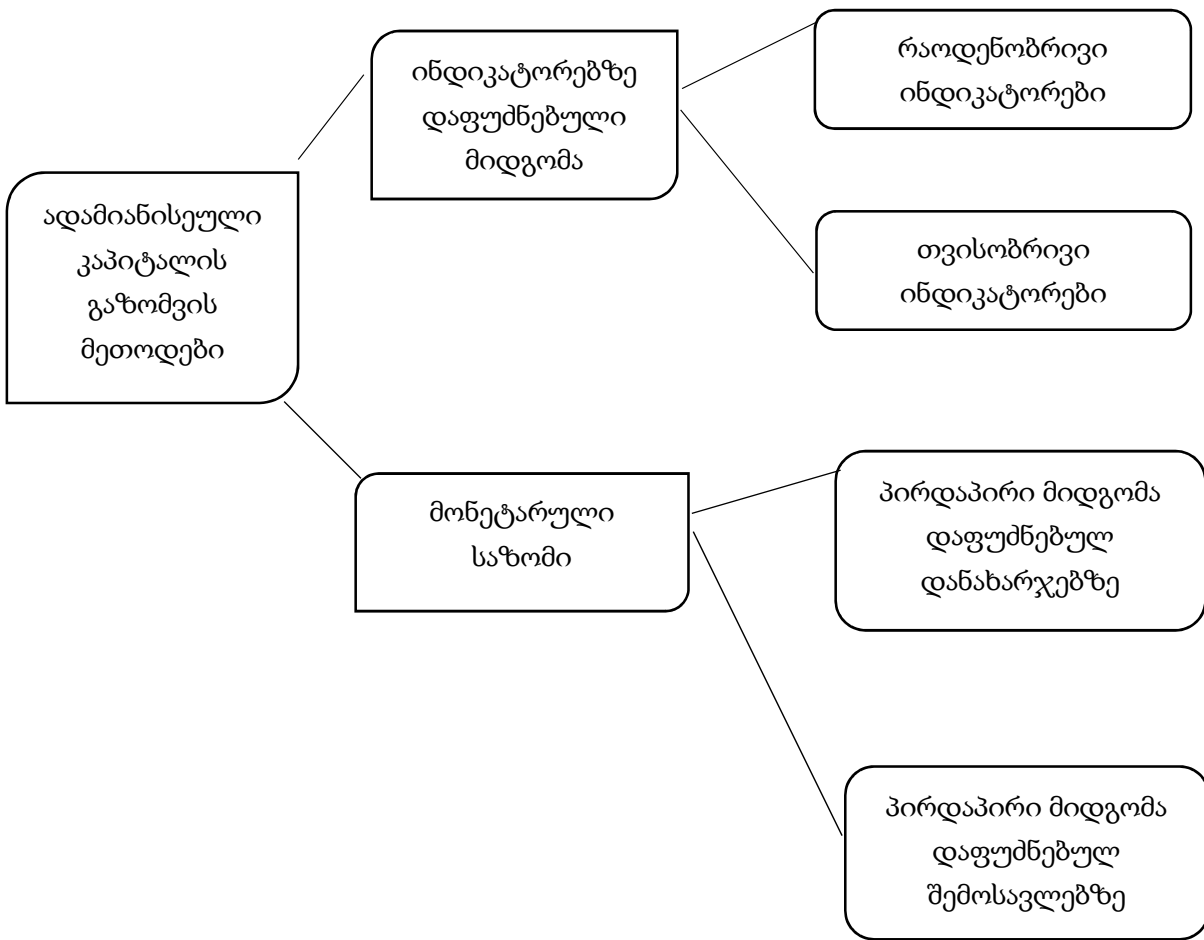 ადამიანისეული
კაპიტალის
გაზომვის
მეთოდები
ინდიკატორებზე
დაფუძნებული
მიდგომა
რაოდენობრივი
ინდიკატორები
თვისობრივი
ინდიკატორები
მონეტარული
საზომი
პირდაპირი მიდგომა
დაფუძნებულ
დანახარჯებზე
პირდაპირი მიდგომა
დაფუძნებულ
შემოსავლებზე